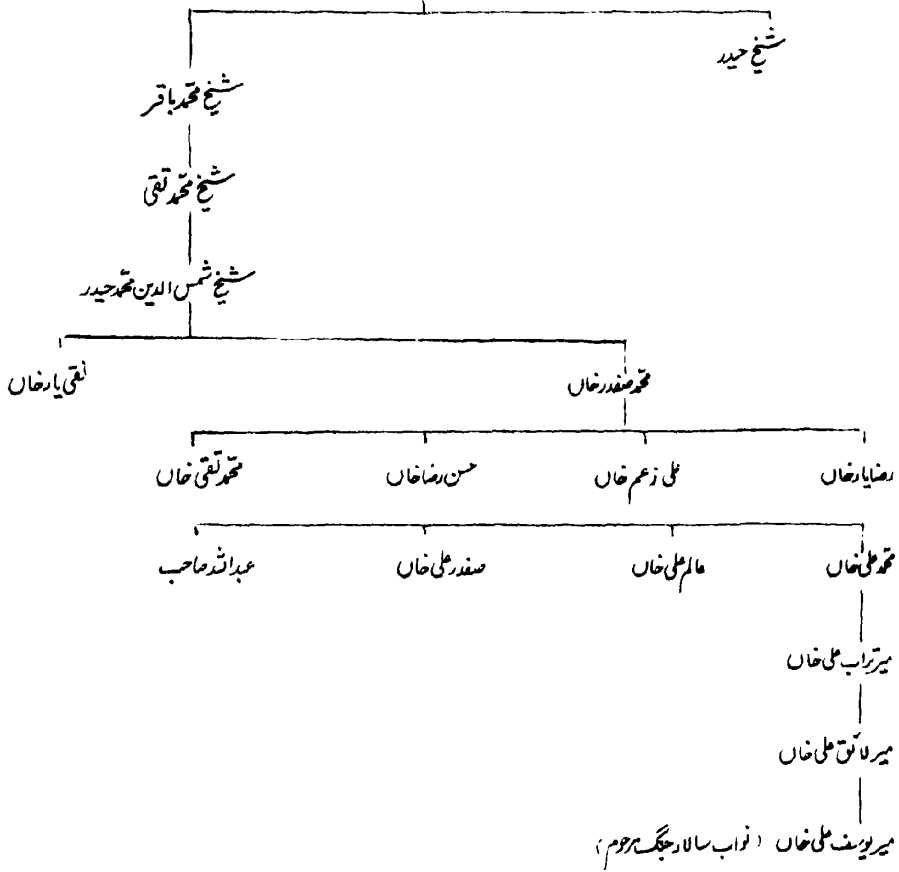 شیخ حیدر
شیخ محمد باقر
شیخ محمد تقی
شیخ شمس الدین محمد حیدر
محمد صفدر خاں نقی یار خاں
رضا یار خاں علی زعم خاں حسن رضا خاں محمد تقی خاں
محمد علی خاں عالم علی خاں صفدر علی خاں عبداللہ صاحب
میر تراب علی خاں
میر لائق علی خاں
میر یوسف علی خاں (نواب سالار جنگ مرحوم)